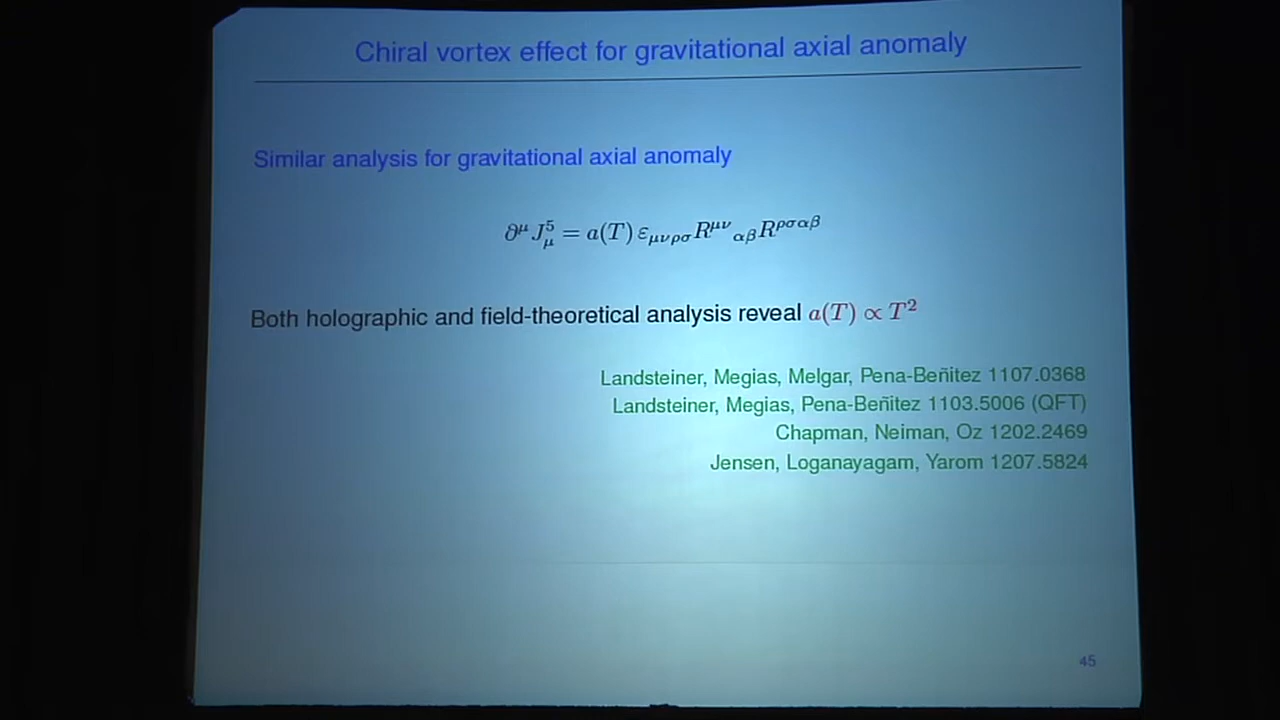 Chiral vortex effect for gravitational axial anomaly
Similar analysis for gravitational axial anomaly
∂^μ J^5_μ = a(T) ε_{μνρσ} R^{μν}_{αβ} R^{ρσαβ}
Both holographic and field-theoretical analysis reveal a(T) ∝ T²
Landsteiner, Megias, Melgar, Pena-Beñitez 1107.0368
Landsteiner, Megias, Pena-Beñitez 1103.5006 (QFT)
Chapman, Neiman, Oz 1202.2469
Jensen, Loganayagam, Yarom 1207.5824
45